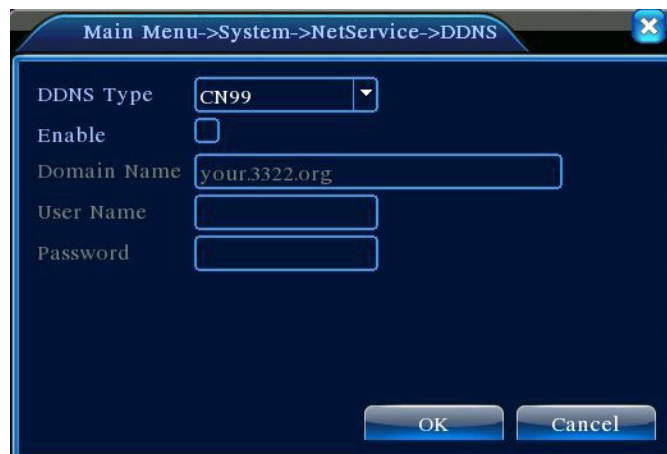 Main Menu->System->NetService->DDNS
DDNS Type CN99
Enable
Domain Name your.3322.org
User Name
Password
OK Cancel